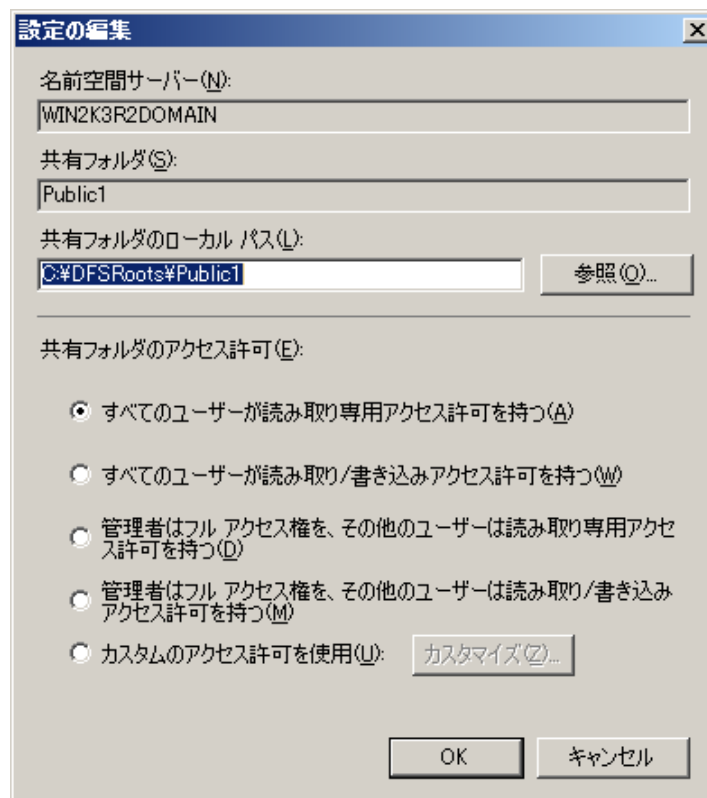 設定の編集
名前空間サーバー(N):
WIN2K3R2DOMAIN
共有フォルダ(S):
Public1
共有フォルダのローカル パス(L):
C:¥DFSRoots¥Public1
参照(O)...
共有フォルダのアクセス許可(E):
すべてのユーザーが読み取り専用アクセス許可を持つ(A)
すべてのユーザーが読み取り/書き込みアクセス許可を持つ(W)
管理者はフル アクセス権を、その他のユーザーは読み取り専用アクセ
ス許可を持つ(D)
管理者はフル アクセス権を、その他のユーザーは読み取り/書き込み
アクセス許可を持つ(M)
カスタムのアクセス許可を使用(U):
カスタマイズ(Z)...
OK
キャンセル